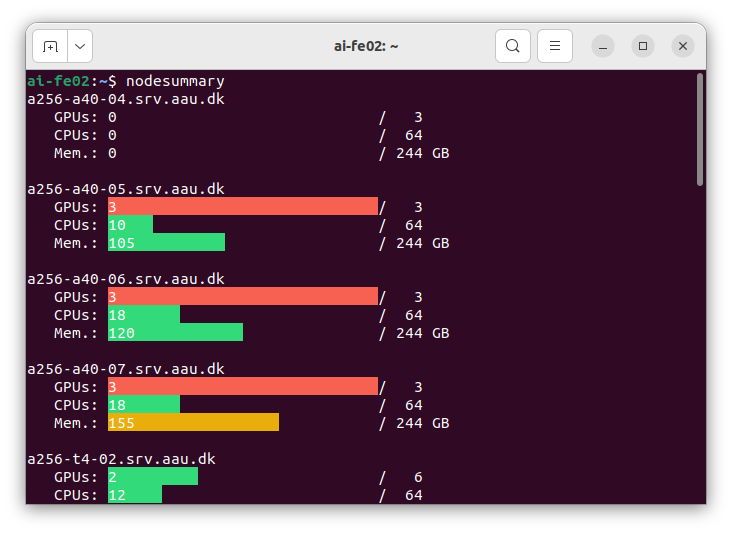 ai-fe02: ~
ai-fe02:~$ nodesummary
a256-a40-04.srv.aau.dk
GPUs: 0 / 3
CPUs: 0 / 64
Mem.: 0 / 244 GB
a256-a40-05.srv.aau.dk
GPUs: 3 / 3
CPUs: 10 / 64
Mem.: 105 / 244 GB
a256-a40-06.srv.aau.dk
GPUs: 3 / 3
CPUs: 18 / 64
Mem.: 120 / 244 GB
a256-a40-07.srv.aau.dk
GPUs: 3 / 3
CPUs: 18 / 64
Mem.: 155 / 244 GB
a256-t4-02.srv.aau.dk
GPUs: 2 / 6
CPUs: 12 / 64